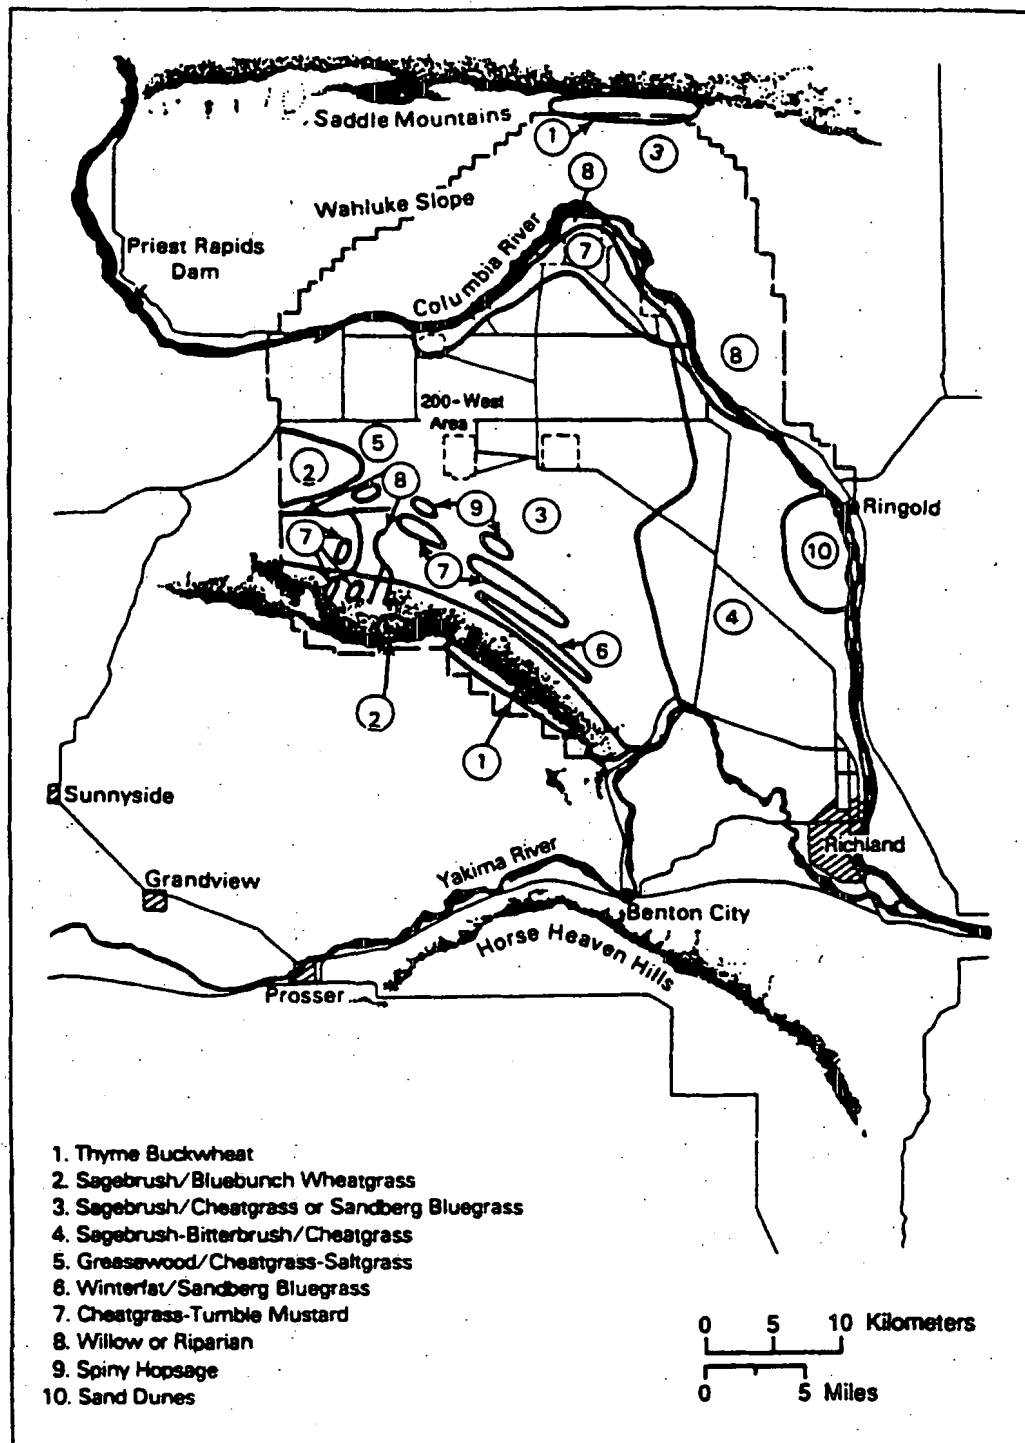 Saddle Mountains
1
3
8
Wahluke Slope
Columbia River
7
Priest Rapids
Dam
8
200-West
Area
5
2
8
9
3
Ringold
10
7
7
4
6
2
1
Sunnyside
Richland
Grandview
Yakima River
Benton City
Horse Heaven Hills
Prosser
1. Thyme Buckwheat
2. Sagebrush/Bluebunch Wheatgrass
3. Sagebrush/Cheatgrass or Sandberg Bluegrass
4. Sagebrush-Bitterbrush/Cheatgrass
5. Greasewood/Cheatgrass-Saltgrass
6. Winterfat/Sandberg Bluegrass
7. Cheatgrass-Tumble Mustard
8. Willow or Riparian
9. Spiny Hopsage
10. Sand Dunes
0 5 10 Kilometers
0 5 Miles